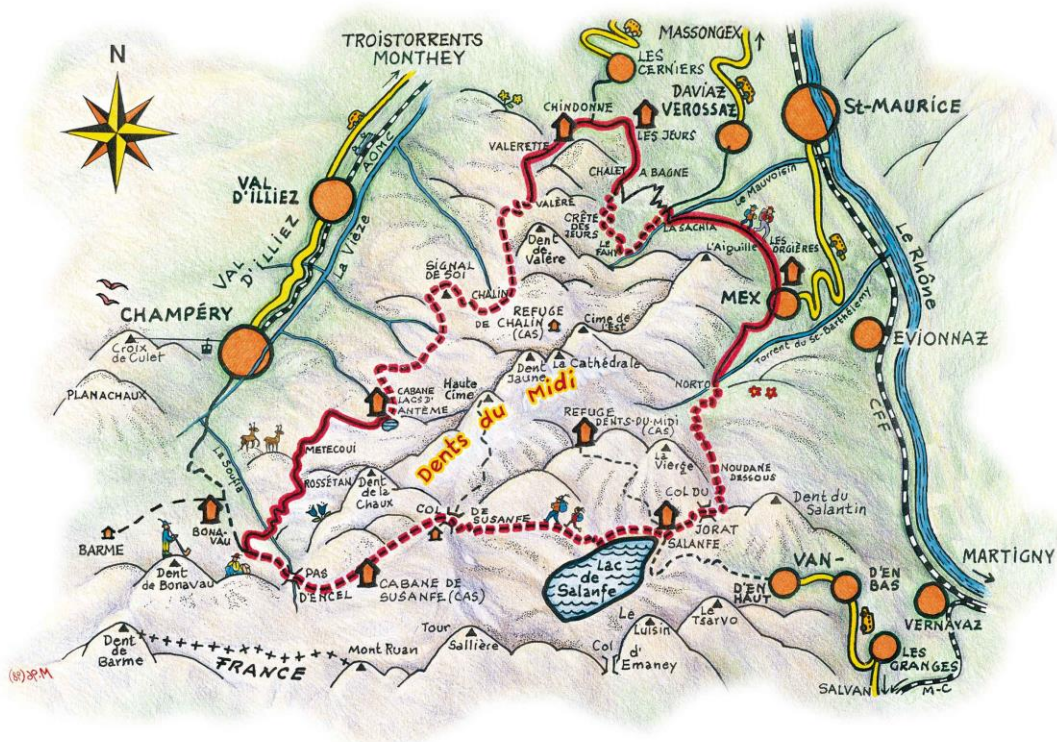 N
TROISTORRENTS
MONTHEY
MASSONGEX
LES
CERNIERS
DAVIAZ
VEROSSAZ
ST-MAURICE
CHINDONNE
LES JEURS
VALERETTE
AOMC
VAL
D'ILLIEZ
CHALET
A BAGNE
Le Mauvoisin
VALÈRE
CRÊTE
DES
JEURS
LE
FAHY
LA SACHIA
L'Aiguille
LES
ORGIÈRES
Dent
de
Valère
VAL
D'ILLIEZ
La Vièze
SIGNAL
DE SOI
CHALIN
Le Rhône
MEX
CHAMPÉRY
REFUGE
DE CHALIN
(CAS)
Cime de
l'Est
Torrent du St-Barthélemy
EVIONNAZ
Croix
de Culet
PLANACHAUX
La Cathédrale
Dent
Jaune
Haute
Cime
CABANE
LACS D'
ANTÈME
NORTO
CFF
Dents du Midi
REFUGE
DENTS-DU-MIDI
(CAS)
METECOUI
La Soufla
ROSSÉTAN
Dent
de la
Chaux
La
Vierge
NOUDANE
DESSOUS
COL
DE
SUSANFE
COL DU
JORAT
SALANFE
Dent du
Salantin
BARME
BONA-
VAU
MARTIGNY
Dent
de Bonavau
PAS
D'ENCEL
CABANE DE
SUSANFE (CAS)
Lac
de
Salanfe
VAN-
D'EN
HAUT
D'EN
BAS
VERNAYAZ
Le
Luisin
Le
Tsarvo
Dent
de
Barme
FRANCE
Mont Ruan
Tour
Sallière
Col
d'
Emaney
LES
GRANGES
SALVAN
M-C